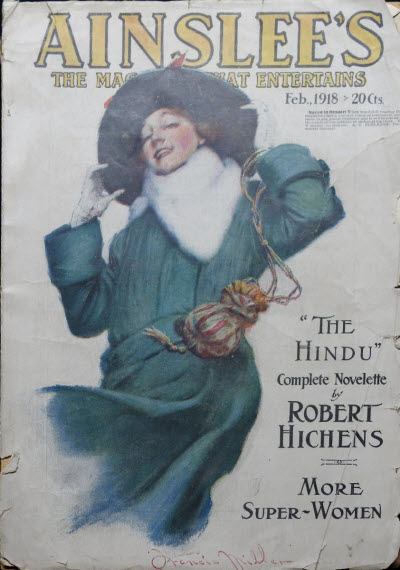 AINSLEE'S
THE MAG AT ENTERTAINS
Feb., 1918 20 Cts.
"THE
HINDU"
Complete Novelette
by
ROBERT
HICHENS
MORE
SUPER-WOMEN